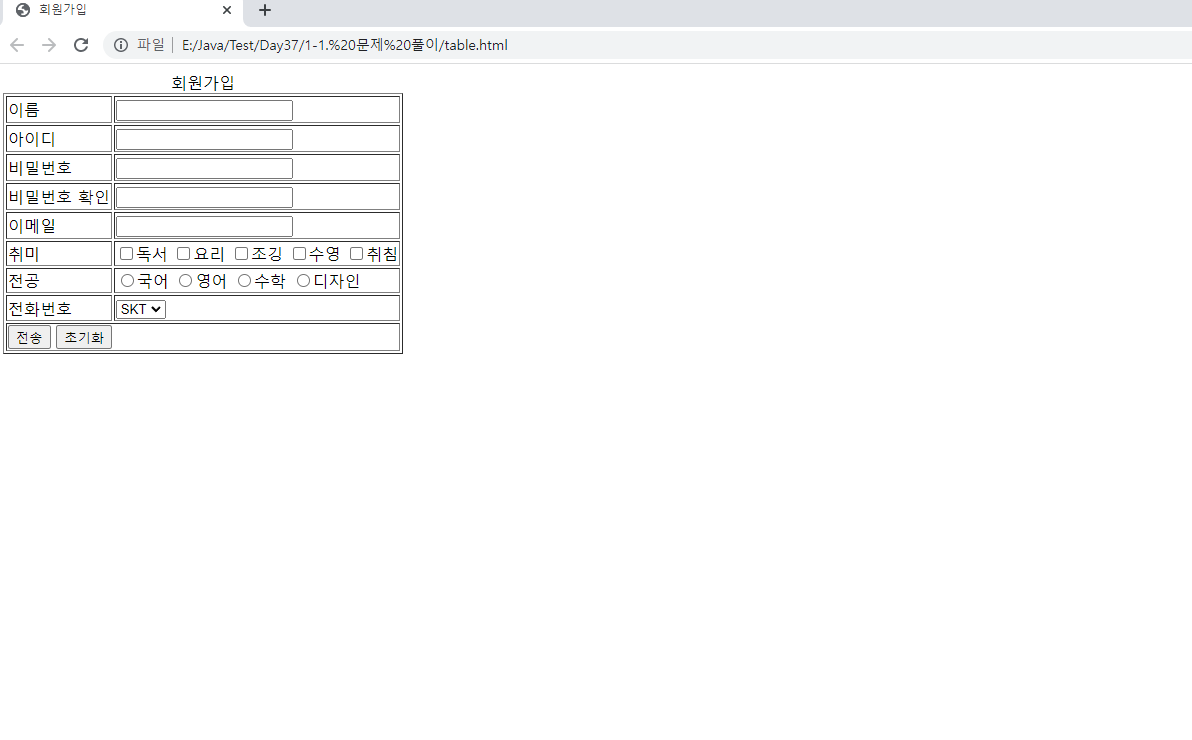 회원가입
파일 E:/Java/Test/Day37/1-1.%20문제%20풀이/table.html
회원가입
이름
아이디
비밀번호
비밀번호 확인
이메일
취미 독서 요리 조깅 수영 취침
전공 국어 영어 수학 디자인
전화번호 SKT
전송 초기화